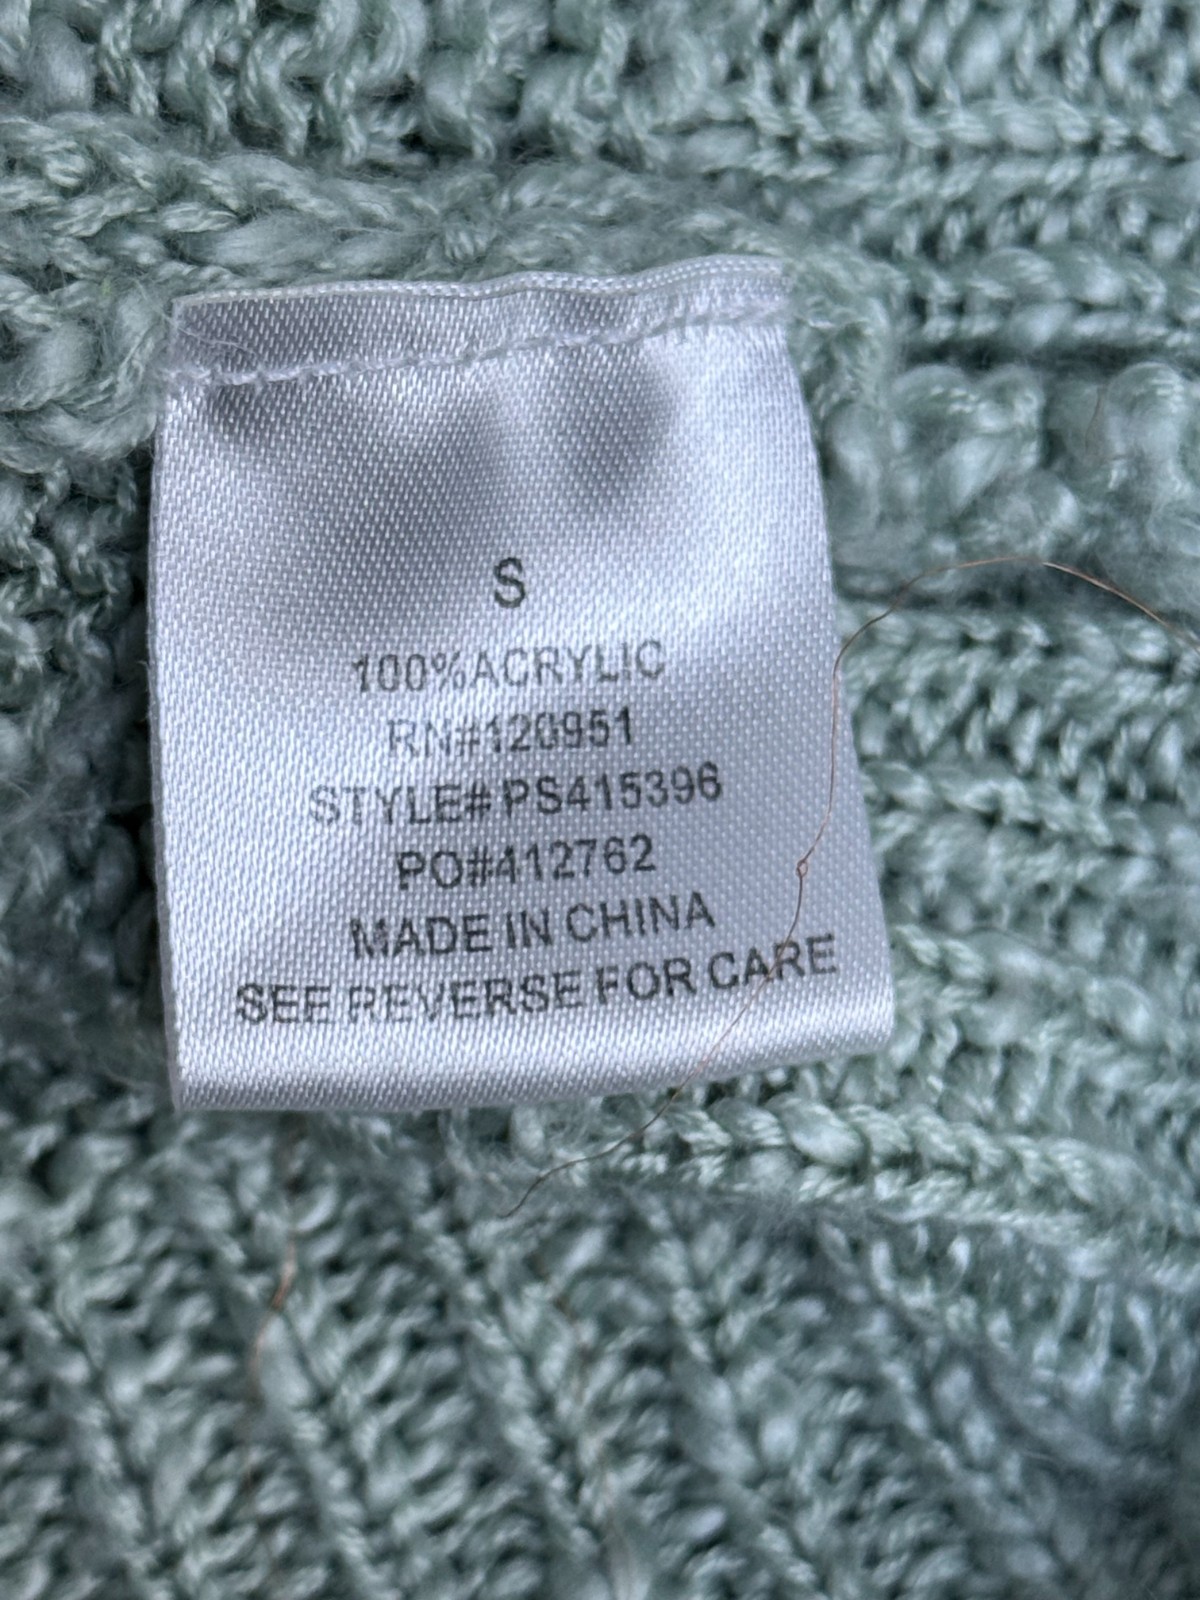 S
100%ACRYLIC
RN#120951
STYLE# PS415396
PO#412762
MADE IN CHINA
SEE REVERSE FOR CARE